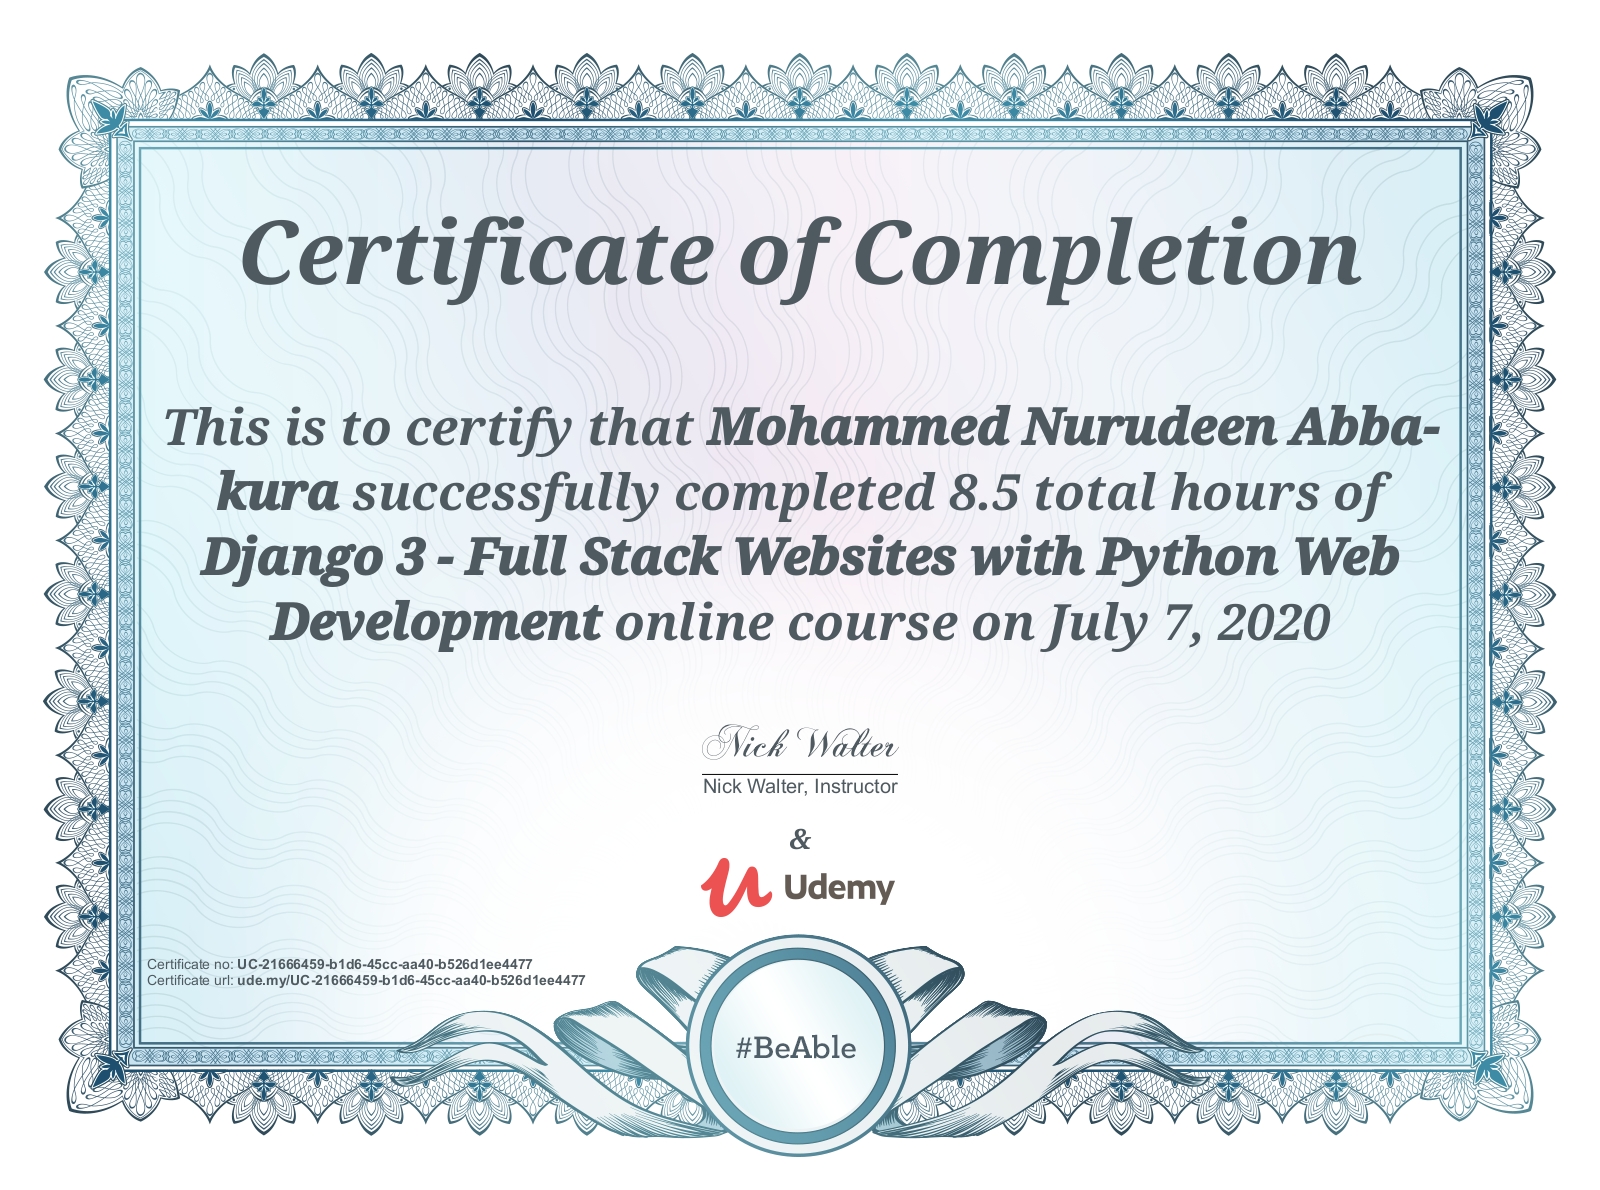 Certificate of Completion
This is to certify that Mohammed Nurudeen Abba-
kura successfully completed 8.5 total hours of
Django 3 - Full Stack Websites with Python Web
Development online course on July 7, 2020
Nick Walter
Nick Walter, Instructor
&
Udemy
Certificate no: UC-21666459-b1d6-45cc-aa40-b526d1ee4477
Certificate url: ude.my/UC-21666459-b1d6-45cc-aa40-b526d1ee4477
#BeAble